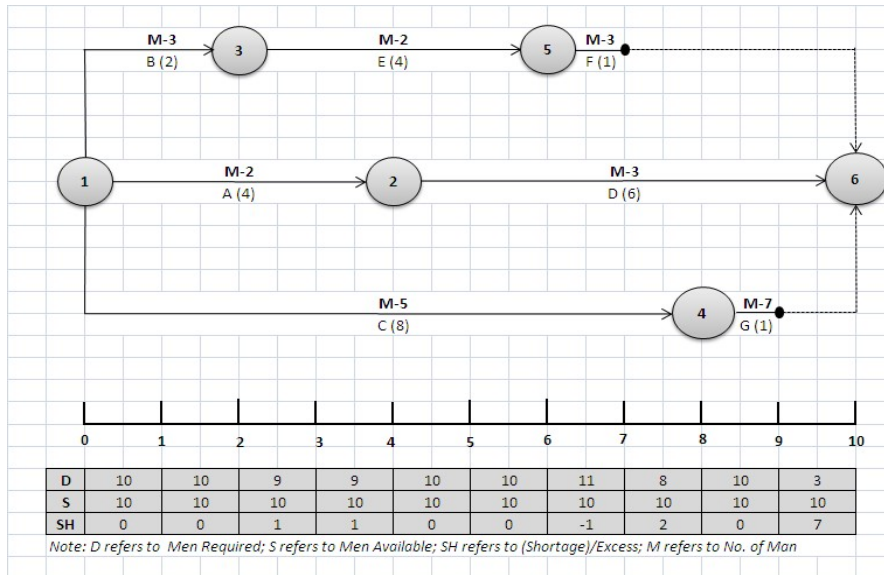 M-3 M-2 M-3
3 5
B (2) E (4) F (1)
M-2 M-3
1 2 6
A (4) D (6)
M-5 M-7
4
C (8) G (1)
0 1 2 3 4 5 6 7 8 9 10
D 10 10 9 9 10 10 11 8 10 3
S 10 10 10 10 10 10 10 10 10 10
SH 0 0 1 1 0 0 -1 2 0 7
Note: D refers to Men Required; S refers to Men Available; SH refers to (Shortage)/Excess; M refers to No. of Man